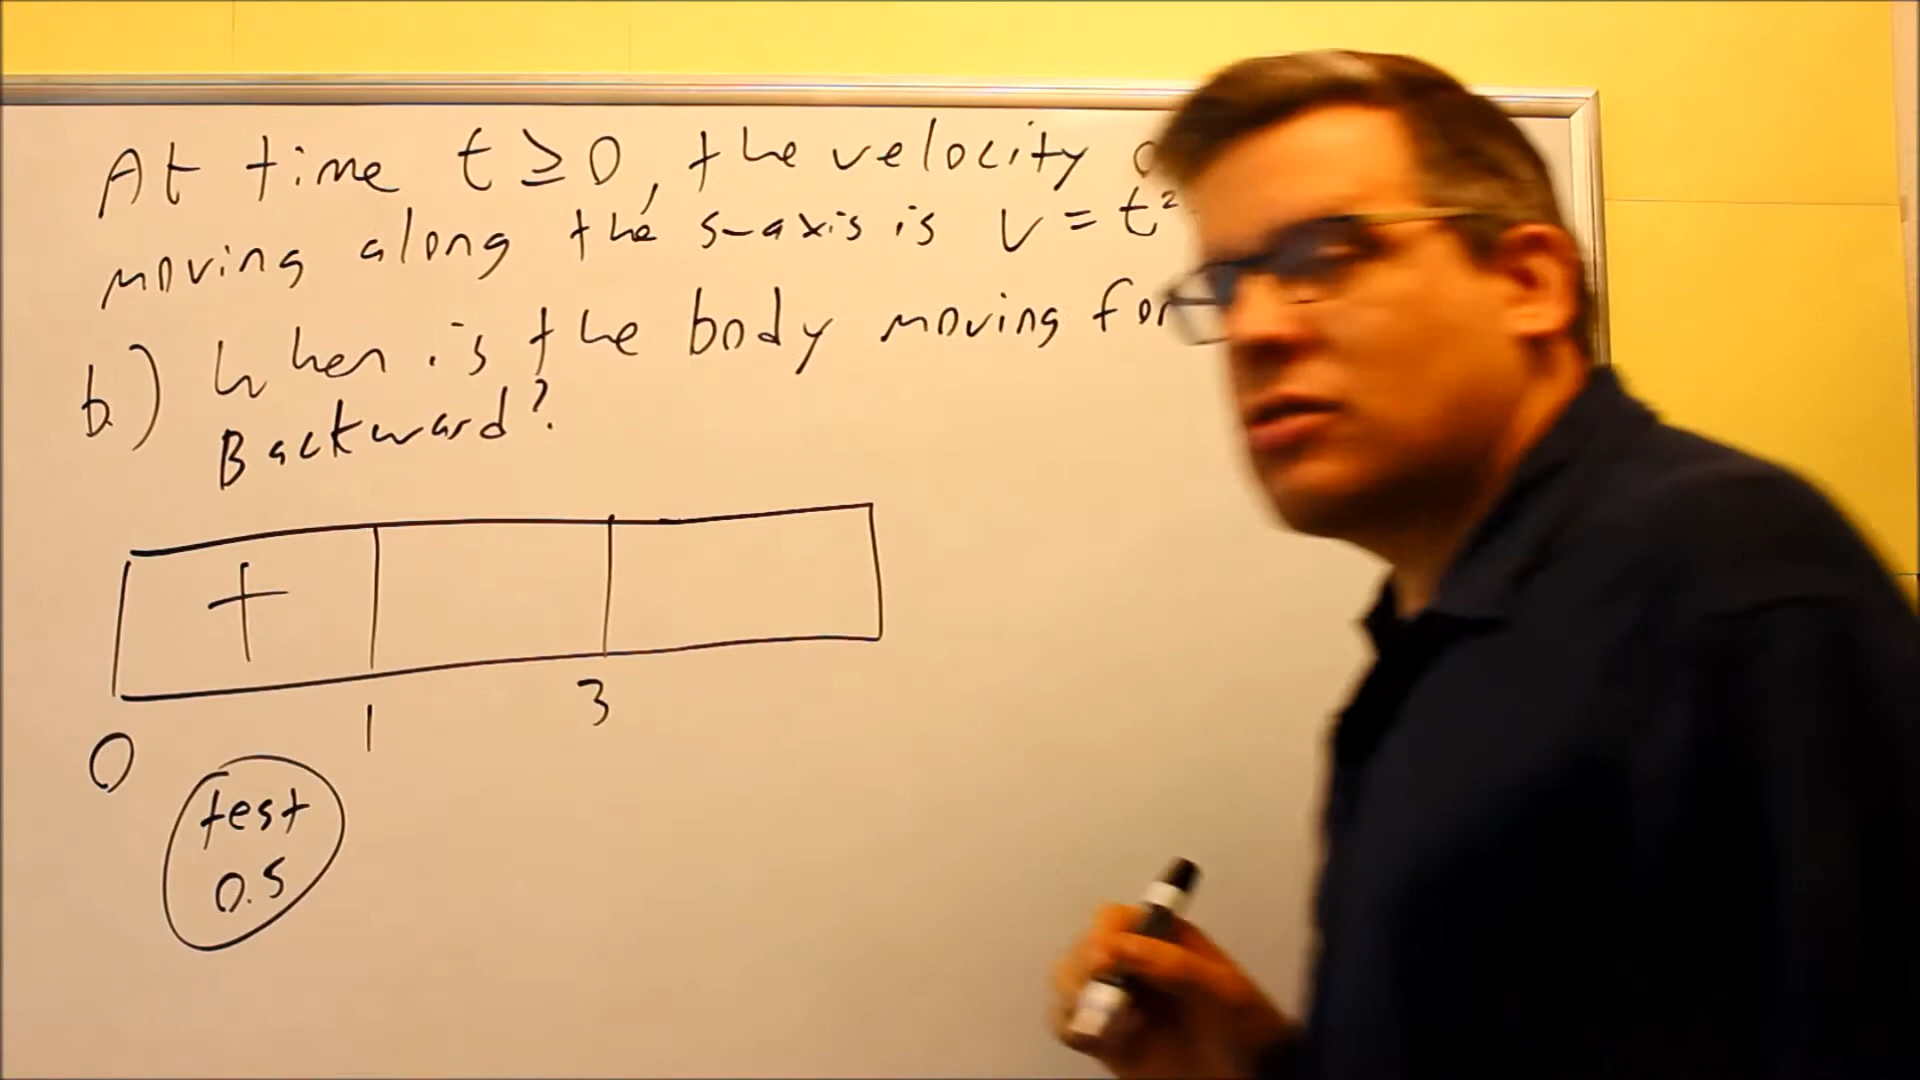 At time t ≥ 0, the velocity
moving along the s-axis is v = t²
b.) When is the body moving for
Backward?
+
0 1 3
test
0.5